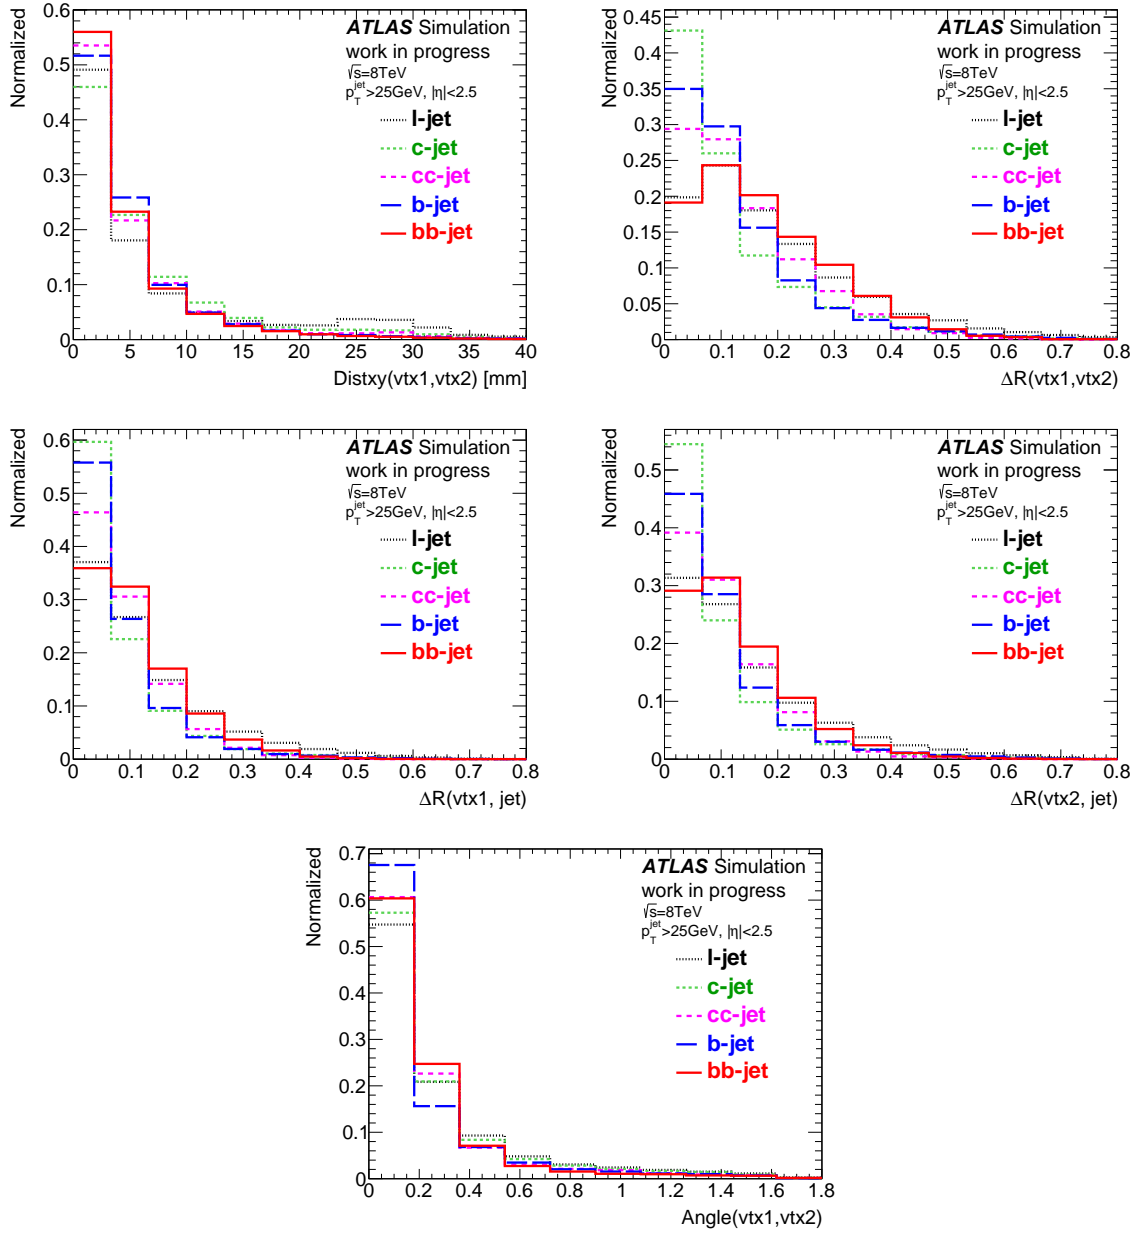 Normalized
0.6
0.5
0.4
0.3
0.2
0.1
0
ATLAS Simulation
work in progress
√s=8TeV
p_T^jet>25GeV, |η|<2.5
l-jet
c-jet
cc-jet
b-jet
bb-jet
0 5 10 15 20 25 30 35 40
Distxy(vtx1,vtx2) [mm]
Normalized
0.45
0.4
0.35
0.3
0.25
0.2
0.15
0.1
0.05
0
ATLAS Simulation
work in progress
√s=8TeV
p_T^jet>25GeV, |η|<2.5
l-jet
c-jet
cc-jet
b-jet
bb-jet
0 0.1 0.2 0.3 0.4 0.5 0.6 0.7 0.8
ΔR(vtx1,vtx2)
Normalized
0.6
0.5
0.4
0.3
0.2
0.1
0
ATLAS Simulation
work in progress
√s=8TeV
p_T^jet>25GeV, |η|<2.5
l-jet
c-jet
cc-jet
b-jet
bb-jet
0 0.1 0.2 0.3 0.4 0.5 0.6 0.7 0.8
ΔR(vtx1, jet)
Normalized
0.5
0.4
0.3
0.2
0.1
0
ATLAS Simulation
work in progress
√s=8TeV
p_T^jet>25GeV, |η|<2.5
l-jet
c-jet
cc-jet
b-jet
bb-jet
0 0.1 0.2 0.3 0.4 0.5 0.6 0.7 0.8
ΔR(vtx2, jet)
Normalized
0.7
0.6
0.5
0.4
0.3
0.2
0.1
0
ATLAS Simulation
work in progress
√s=8TeV
p_T^jet>25GeV, |η|<2.5
l-jet
c-jet
cc-jet
b-jet
bb-jet
0 0.2 0.4 0.6 0.8 1 1.2 1.4 1.6 1.8
Angle(vtx1,vtx2)